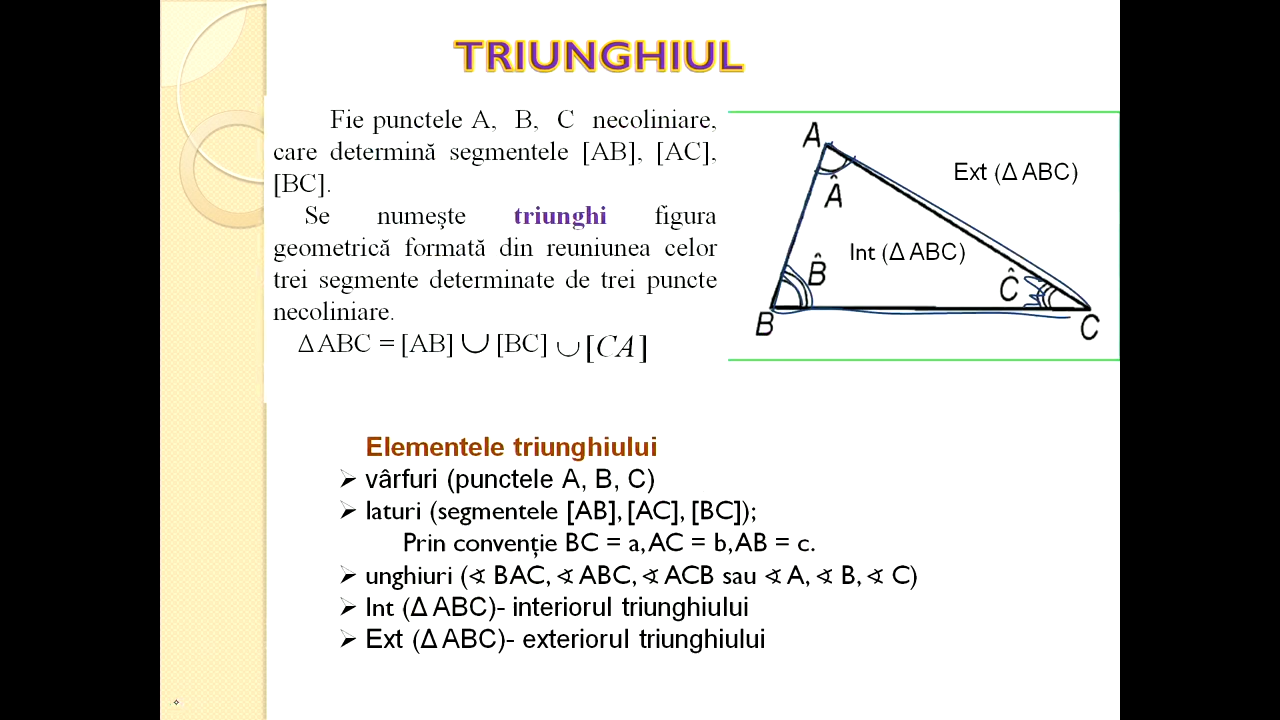 TRIUNGHIUL
Fie punctele A, B, C necoliniare,
care determină segmentele [AB], [AC],
[BC].
Se numeşte triunghi figura
geometrică formată din reuniunea celor
trei segmente determinate de trei puncte
necoliniare.
Δ ABC = [AB] ∪ [BC] ∪ [CA]
A
Ext (Δ ABC)
Â
Int (Δ ABC)
B̂
Ĉ
B
C
Elementele triunghiului
➢ vârfuri (punctele A, B, C)
➢ laturi (segmentele [AB], [AC], [BC]);
Prin convenție BC = a, AC = b, AB = c.
➢ unghiuri (∢ BAC, ∢ ABC, ∢ ACB sau ∢ A, ∢ B, ∢ C)
➢ Int (Δ ABC)- interiorul triunghiului
➢ Ext (Δ ABC)- exteriorul triunghiului